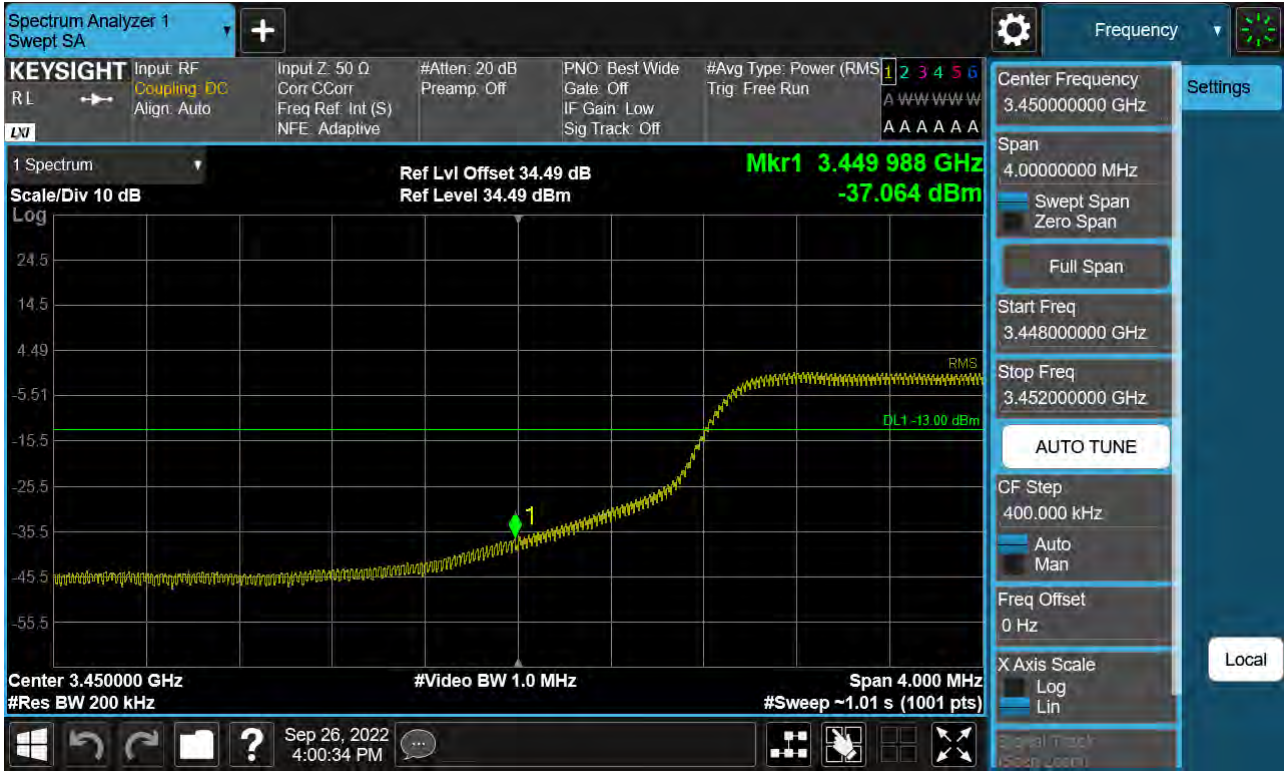 Spectrum Analyzer 1
Swept SA
Frequency
KEYSIGHT
RL
LXI
Input: RF
Coupling: DC
Align: Auto
Input Z: 50 Ω
Corr CCorr
Freq Ref: Int (S)
NFE: Adaptive
#Atten: 20 dB
Preamp: Off
PNO: Best Wide
Gate: Off
IF Gain: Low
Sig Track: Off
#Avg Type: Power (RMS
Trig: Free Run
1 2 3 4 5 6
A W W W W W
A A A A A A
1 Spectrum
Scale/Div 10 dB
Ref Lvl Offset 34.49 dB
Ref Level 34.49 dBm
Mkr1 3.449 988 GHz
-37.064 dBm
Log
24.5
14.5
4.49
-5.51
-15.5
-25.5
-35.5
-45.5
-55.5
RMS
DL1 -13.00 dBm
1
Center 3.450000 GHz
#Res BW 200 kHz
#Video BW 1.0 MHz
Span 4.000 MHz
#Sweep ~1.01 s (1001 pts)
Center Frequency
3.450000000 GHz
Settings
Span
4.00000000 MHz
Swept Span
Zero Span
Full Span
Start Freq
3.448000000 GHz
Stop Freq
3.452000000 GHz
AUTO TUNE
CF Step
400.000 kHz
Auto
Man
Freq Offset
0 Hz
X Axis Scale
Log
Lin
Signal Track
(Span Zoom)
Local
?
Sep 26, 2022
4:00:34 PM